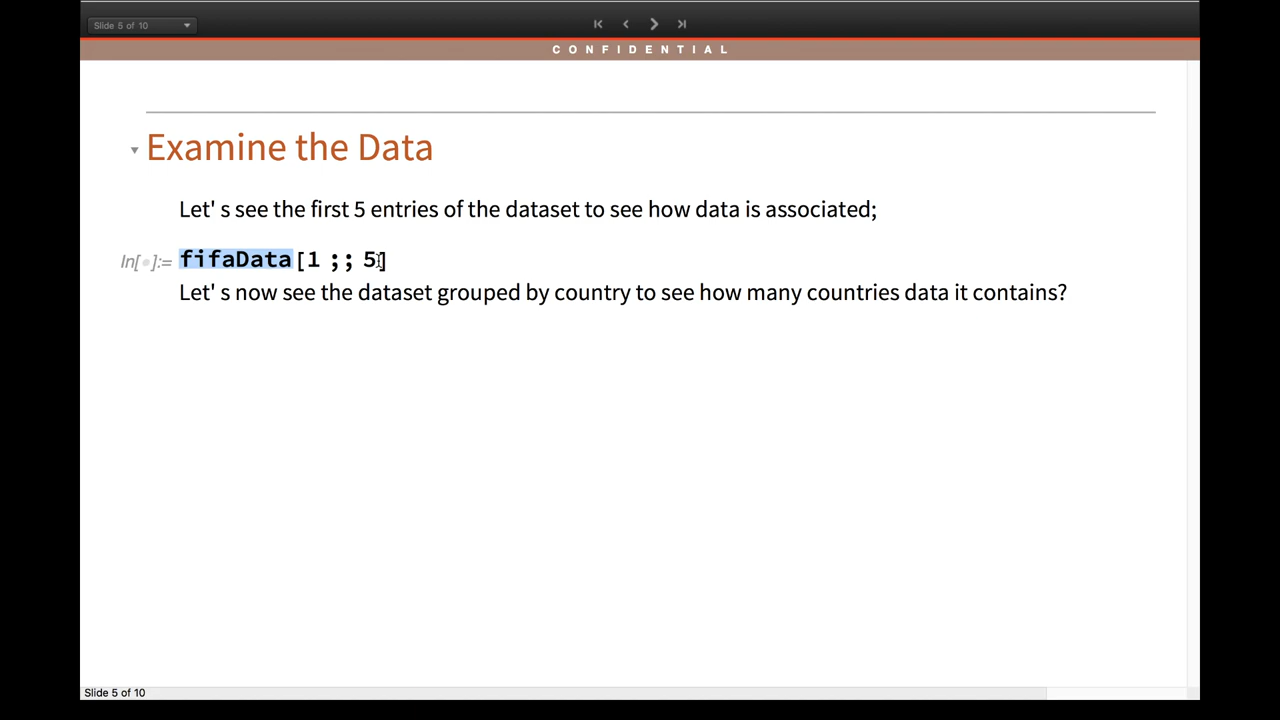 Slide 5 of 10
CONFIDENTIAL
Examine the Data
Let' s see the first 5 entries of the dataset to see how data is associated;
In[ ]:= fifaData[1 ;; 5]
Let' s now see the dataset grouped by country to see how many countries data it contains?
Slide 5 of 10